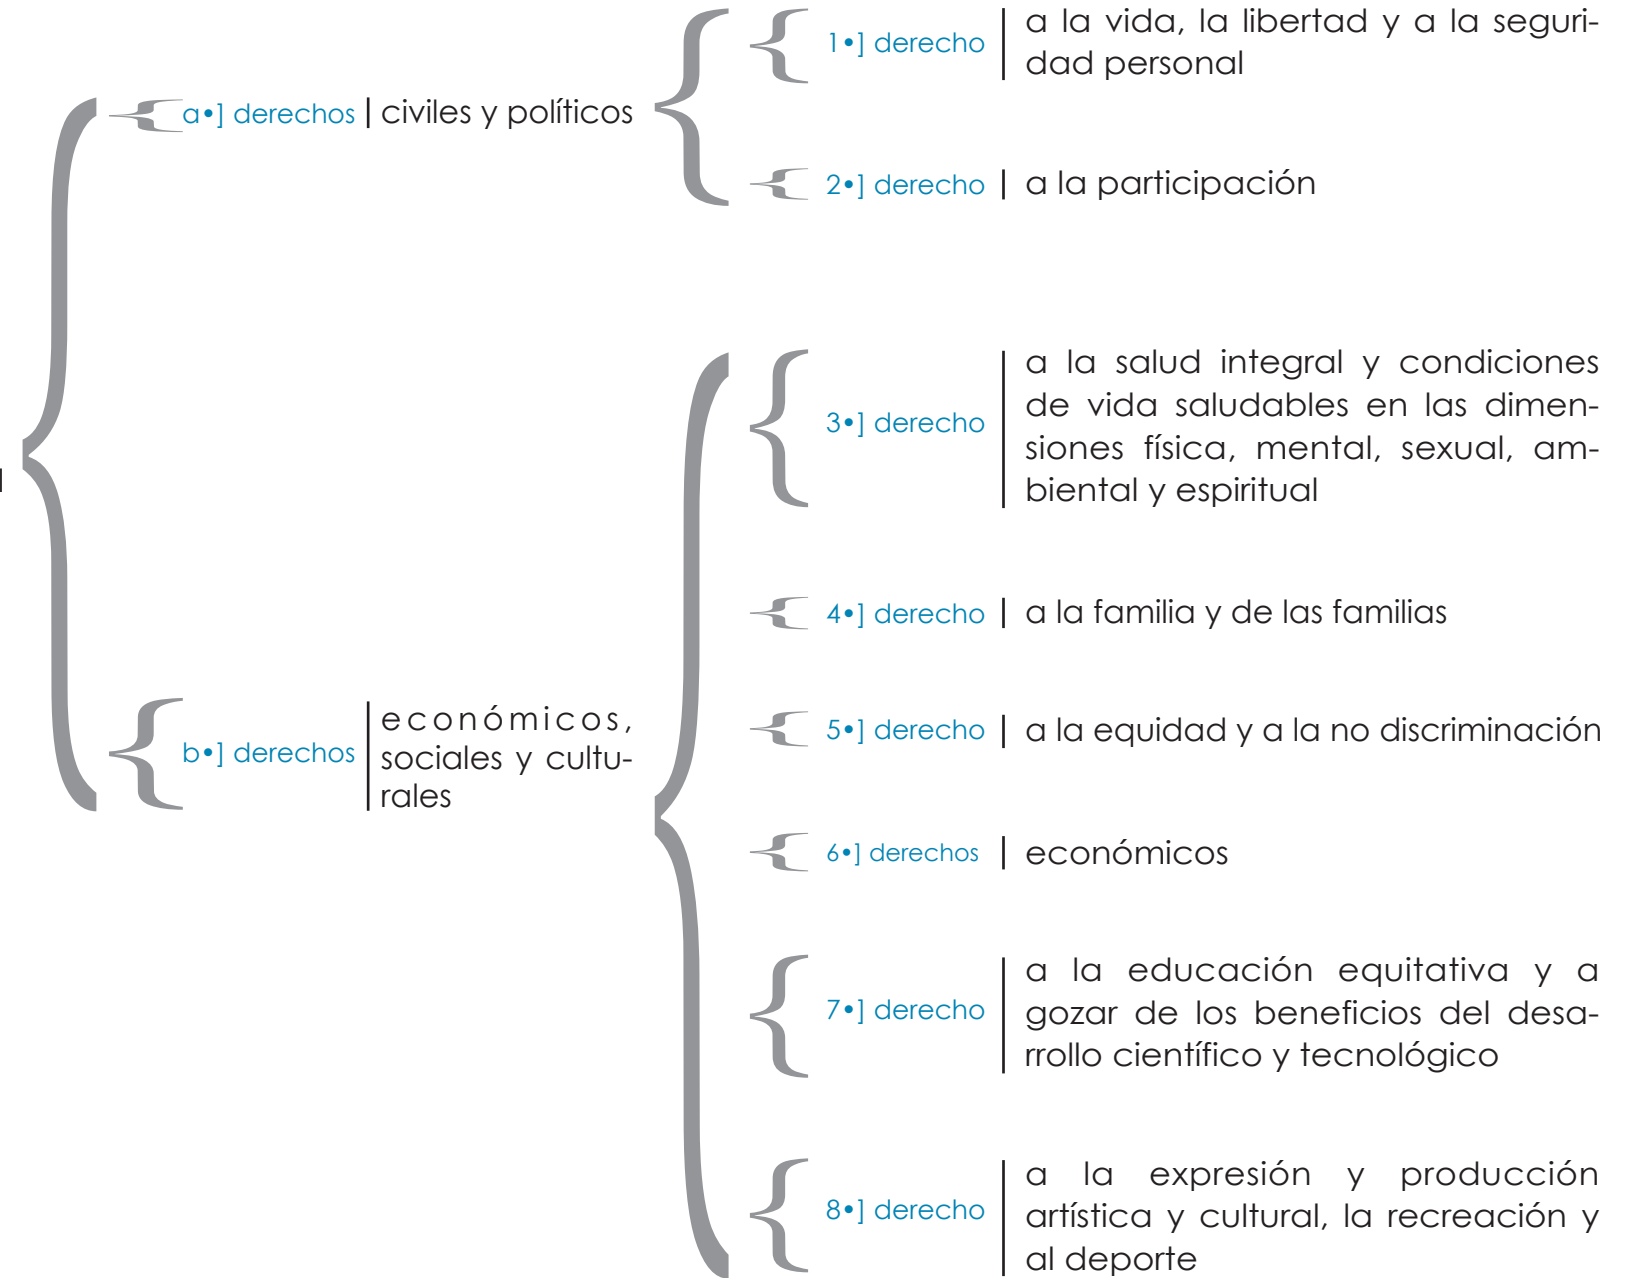 a•] derechos | civiles y políticos
1•] derecho
a la vida, la libertad y a la seguri-
dad personal
2•] derecho | a la participación
b•] derechos
económicos,
sociales y cultu-
rales
3•] derecho
a la salud integral y condiciones
de vida saludables en las dimen-
siones física, mental, sexual, am-
biental y espiritual
4•] derecho | a la familia y de las familias
5•] derecho | a la equidad y a la no discriminación
6•] derechos | económicos
7•] derecho
a la educación equitativa y a
gozar de los beneficios del desa-
rrollo científico y tecnológico
8•] derecho
a la expresión y producción
artística y cultural, la recreación y
al deporte